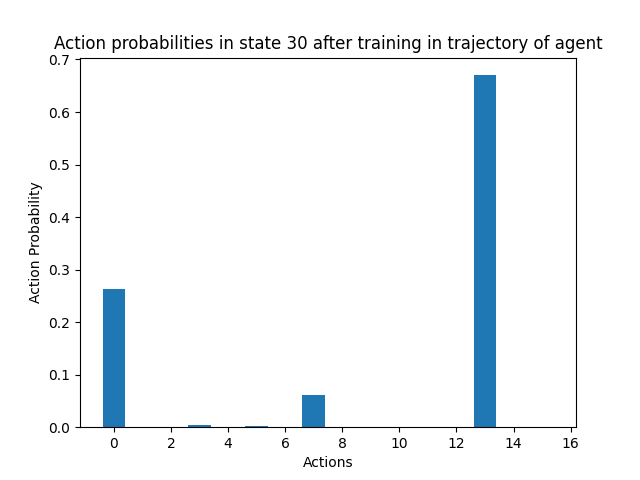 Action probabilities in state 30 after training in trajectory of agent
0.7
0.6
0.5
0.4
0.3
0.2
0.1
0.0
Action Probability
0 2 4 6 8 10 12 14 16
Actions